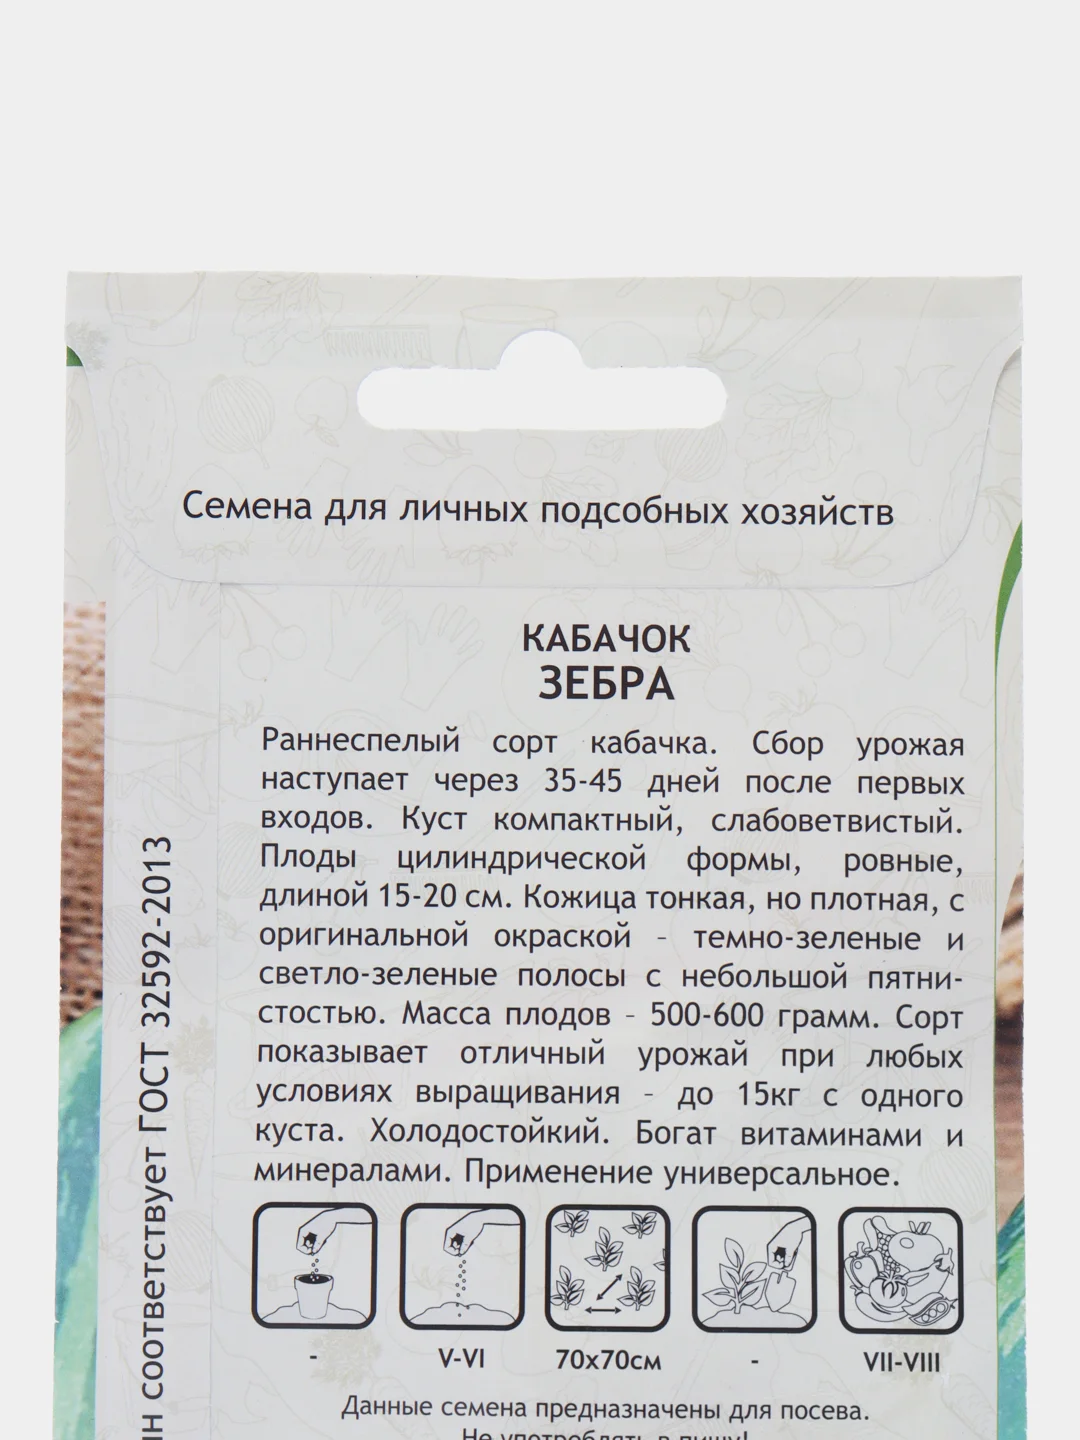 Семена для личных подсобных хозяйств
КАБАЧОК
ЗЕБРА
Раннеспелый сорт кабачка. Сбор урожая
наступает через 35-45 дней после первых
входов. Куст компактный, слабоветвистый.
Плоды цилиндрической формы, ровные,
длиной 15-20 см. Кожица тонкая, но плотная, с
оригинальной окраской - темно-зеленые и
светло-зеленые полосы с небольшой пятни-
стостью. Масса плодов - 500-600 грамм. Сорт
показывает отличный урожай при любых
условиях выращивания - до 15кг с одного
куста. Холодостойкий. Богат витаминами и
минералами. Применение универсальное.
- V-VI 70х70см - VII-VIII
Данные семена предназначены для посева.
Не употреблять в пищу!
соответствует ГОСТ 32592-2013